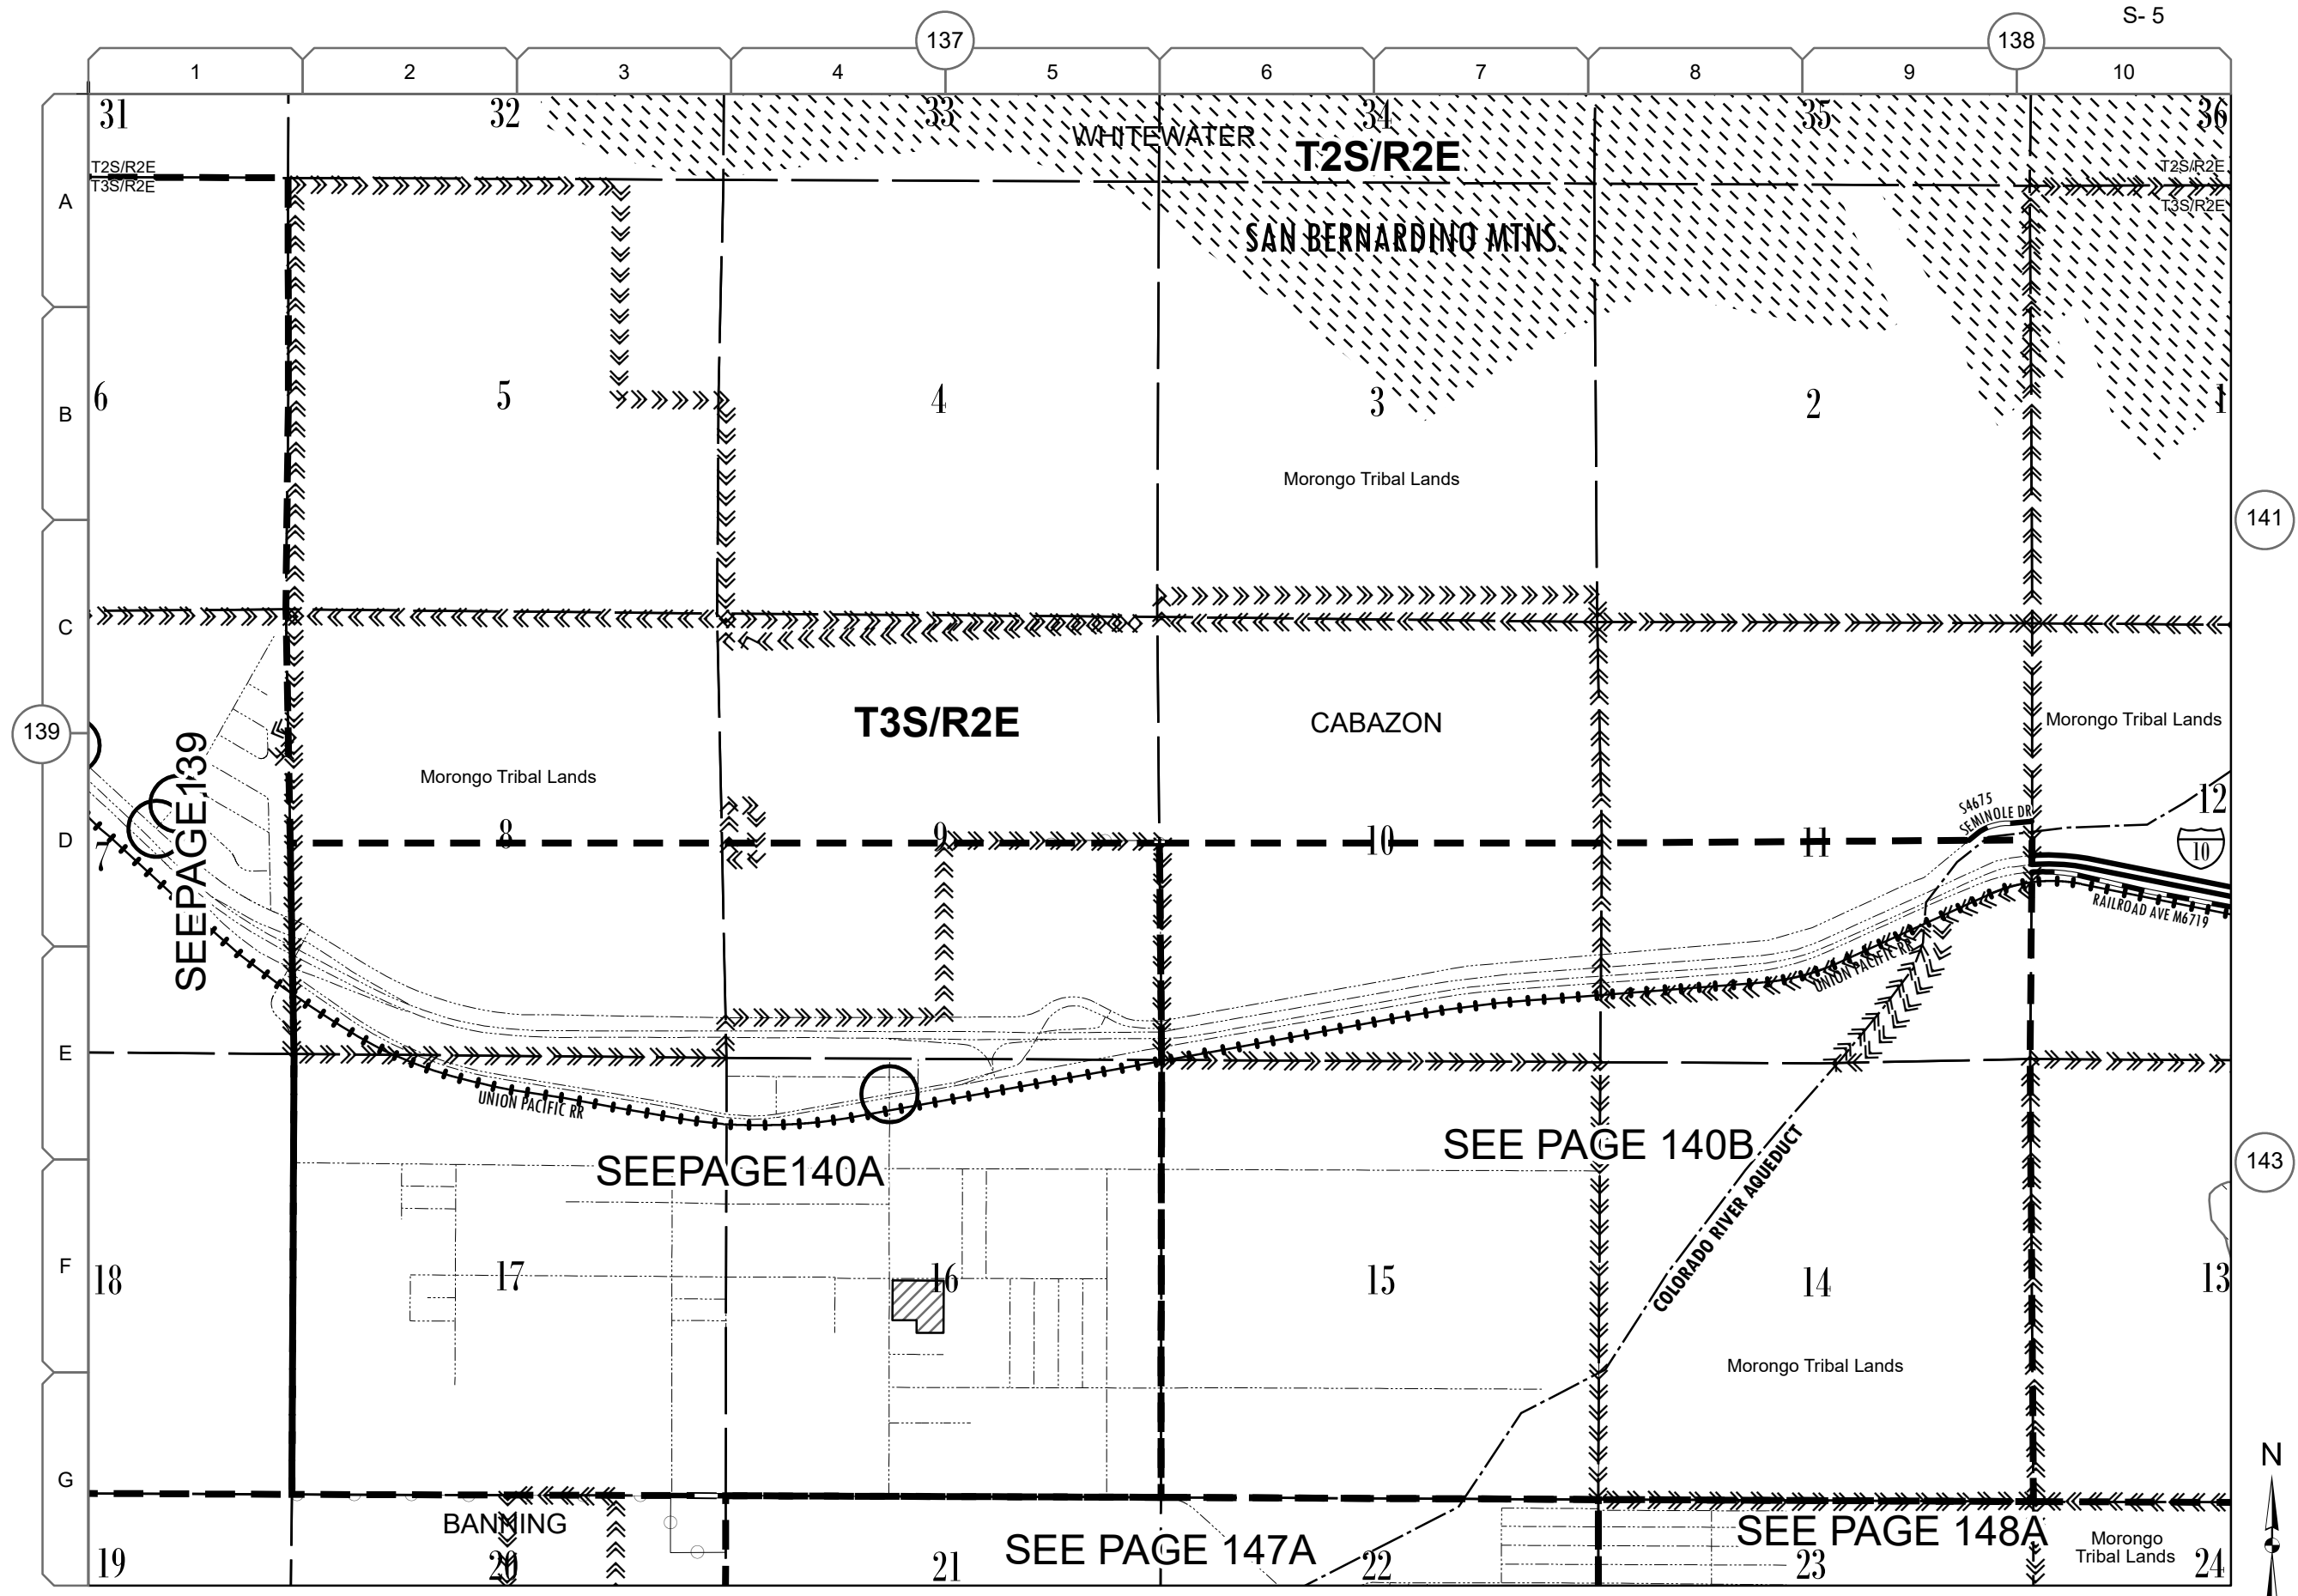 S- 5
137
138
1
2
3
4
5
6
7
8
9
10
31
32
33
34
35
36
WHITEWATER
T2S/R2E
T2S/R2E
T3S/R2E
T2S/R2E
T3S/R2E
A
SAN BERNARDINO MTNS.
6
5
4
3
2
1
B
Morongo Tribal Lands
141
C
139
T3S/R2E
CABAZON
Morongo Tribal Lands
Morongo Tribal Lands
SEEPAGE139
S4675
SEMINOLE DR
12
D
7
8
9
10
11
10
RAILROAD AVE M6719
UNION PACIFIC RR
E
UNION PACIFIC RR
SEEPAGE140A
SEE PAGE 140B
COLORADO RIVER AQUEDUCT
143
F
18
17
16
15
14
13
Morongo Tribal Lands
G
N
BANNING
SEE PAGE 147A
SEE PAGE 148A
Morongo
Tribal Lands
19
20
21
22
23
24